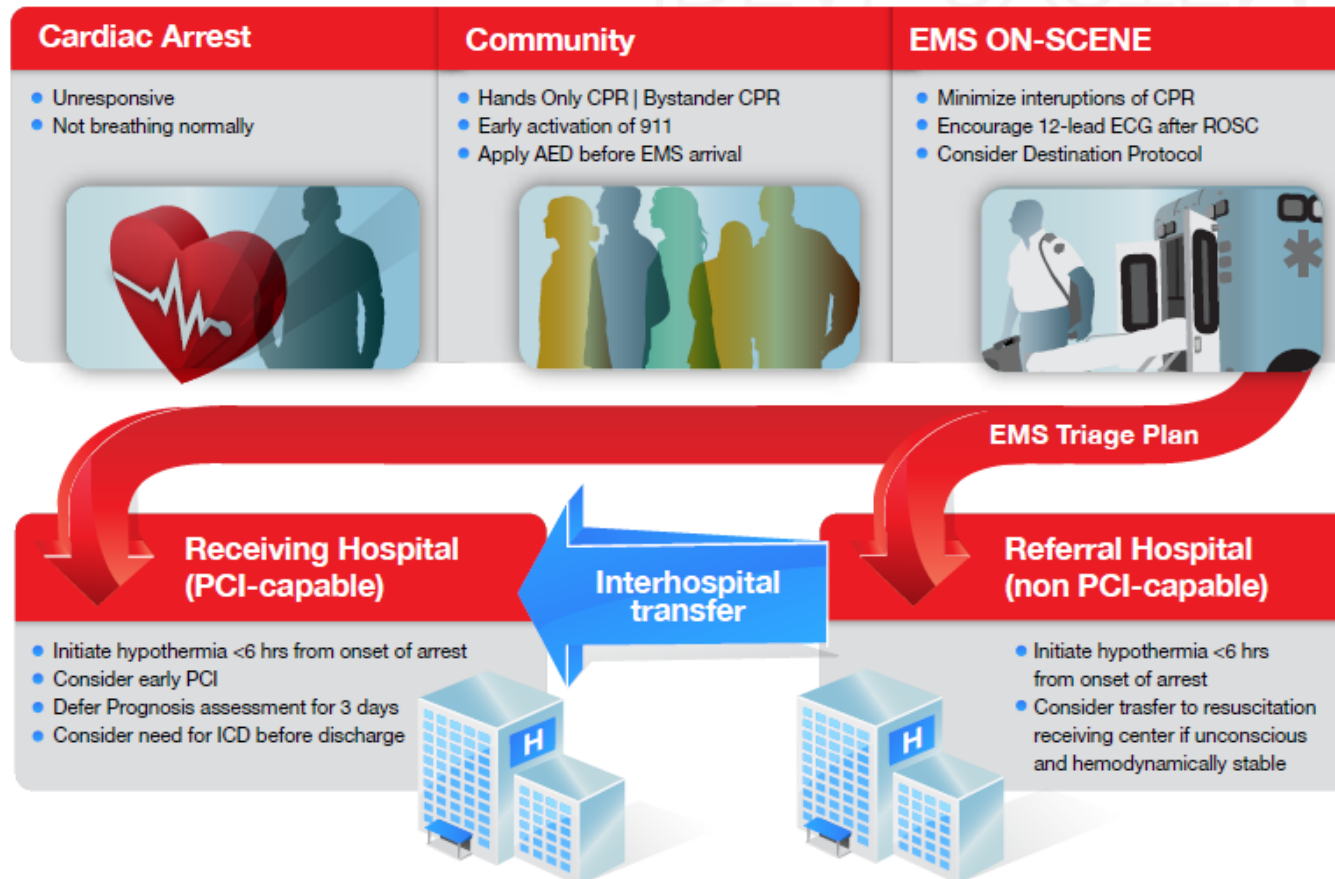 Cardiac Arrest
• Unresponsive
• Not breathing normally
Community
• Hands Only CPR | Bystander CPR
• Early activation of 911
• Apply AED before EMS arrival
EMS ON-SCENE
• Minimize interuptions of CPR
• Encourage 12-lead ECG after ROSC
• Consider Destination Protocol
EMS Triage Plan
Receiving Hospital
(PCI-capable)
• Initiate hypothermia <6 hrs from onset of arrest
• Consider early PCI
• Defer Prognosis assessment for 3 days
• Consider need for ICD before discharge
H
Interhospital
transfer
Referral Hospital
(non PCI-capable)
• Initiate hypothermia <6 hrs
from onset of arrest
• Consider trasfer to resuscitation
receiving center if unconscious
and hemodynamically stable
H